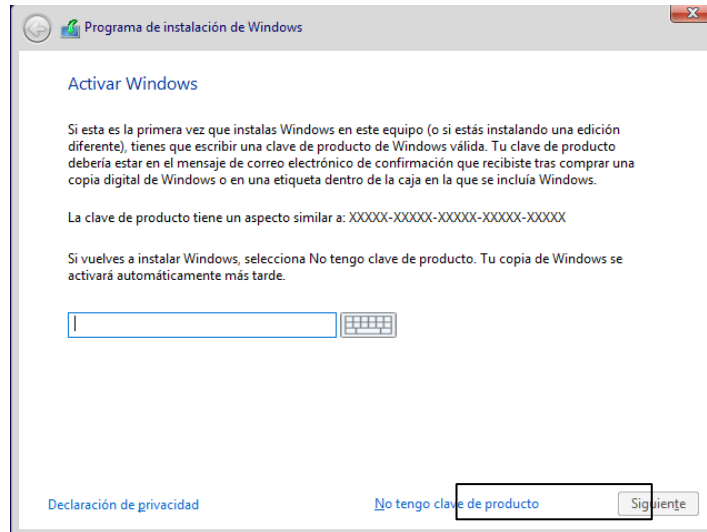 Programa de instalación de Windows
Activar Windows
Si esta es la primera vez que instalas Windows en este equipo (o si estás instalando una edición
diferente), tienes que escribir una clave de producto de Windows válida. Tu clave de producto
debería estar en el mensaje de correo electrónico de confirmación que recibiste tras comprar una
copia digital de Windows o en una etiqueta dentro de la caja en la que se incluía Windows.
La clave de producto tiene un aspecto similar a: XXXXX-XXXXX-XXXXX-XXXXX-XXXXX
Si vuelves a instalar Windows, selecciona No tengo clave de producto. Tu copia de Windows se
activará automáticamente más tarde.
Declaración de privacidad No tengo clave de producto Siguiente